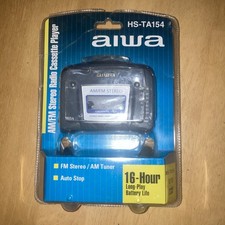 HS-TA154
aiwa
AM/FM Stereo Radio Cassette Player
aiwa
FM Stereo / AM Tuner
Auto Stop
16-Hour
Long-Play
Battery Life